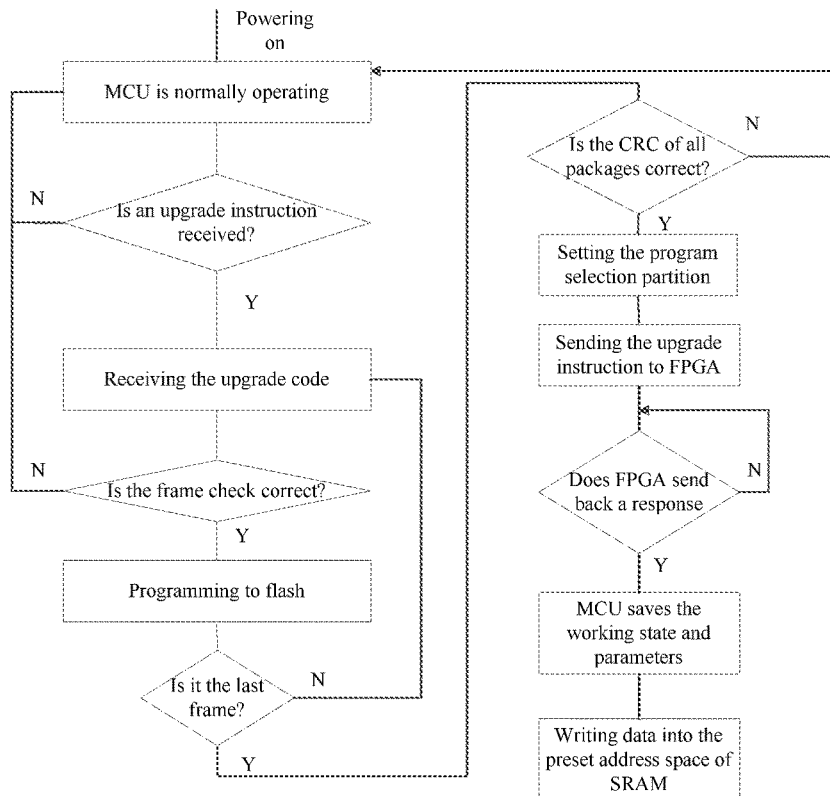 Powering
on
MCU is normally operating
N
Is an upgrade instruction
received?
Y
Receiving the upgrade code
N
Is the frame check correct?
Y
Programming to flash
Is it the last
frame?
N
Y
Is the CRC of all
packages correct?
N
Y
Setting the program
selection partition
Sending the upgrade
instruction to FPGA
Does FPGA send
back a response
N
Y
MCU saves the
working state and
parameters
Writing data into the
preset address space of
SRAM